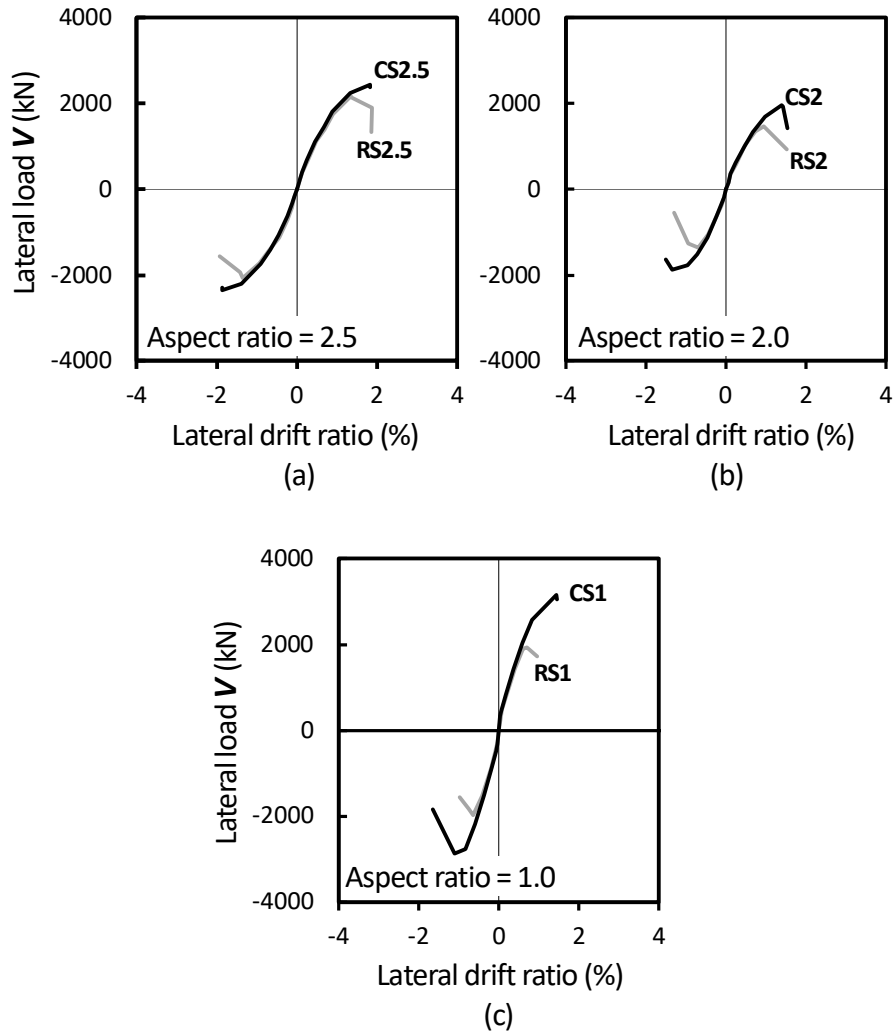 4000
2000
0
-2000
-4000
Lateral load V (kN)
CS2.5
RS2.5
Aspect ratio = 2.5
-4 -2 0 2 4
Lateral drift ratio (%)
(a)
4000
2000
0
-2000
-4000
CS2
RS2
Aspect ratio = 2.0
-4 -2 0 2 4
Lateral drift ratio (%)
(b)
4000
2000
0
-2000
-4000
Lateral load V (kN)
CS1
RS1
Aspect ratio = 1.0
-4 -2 0 2 4
Lateral drift ratio (%)
(c)